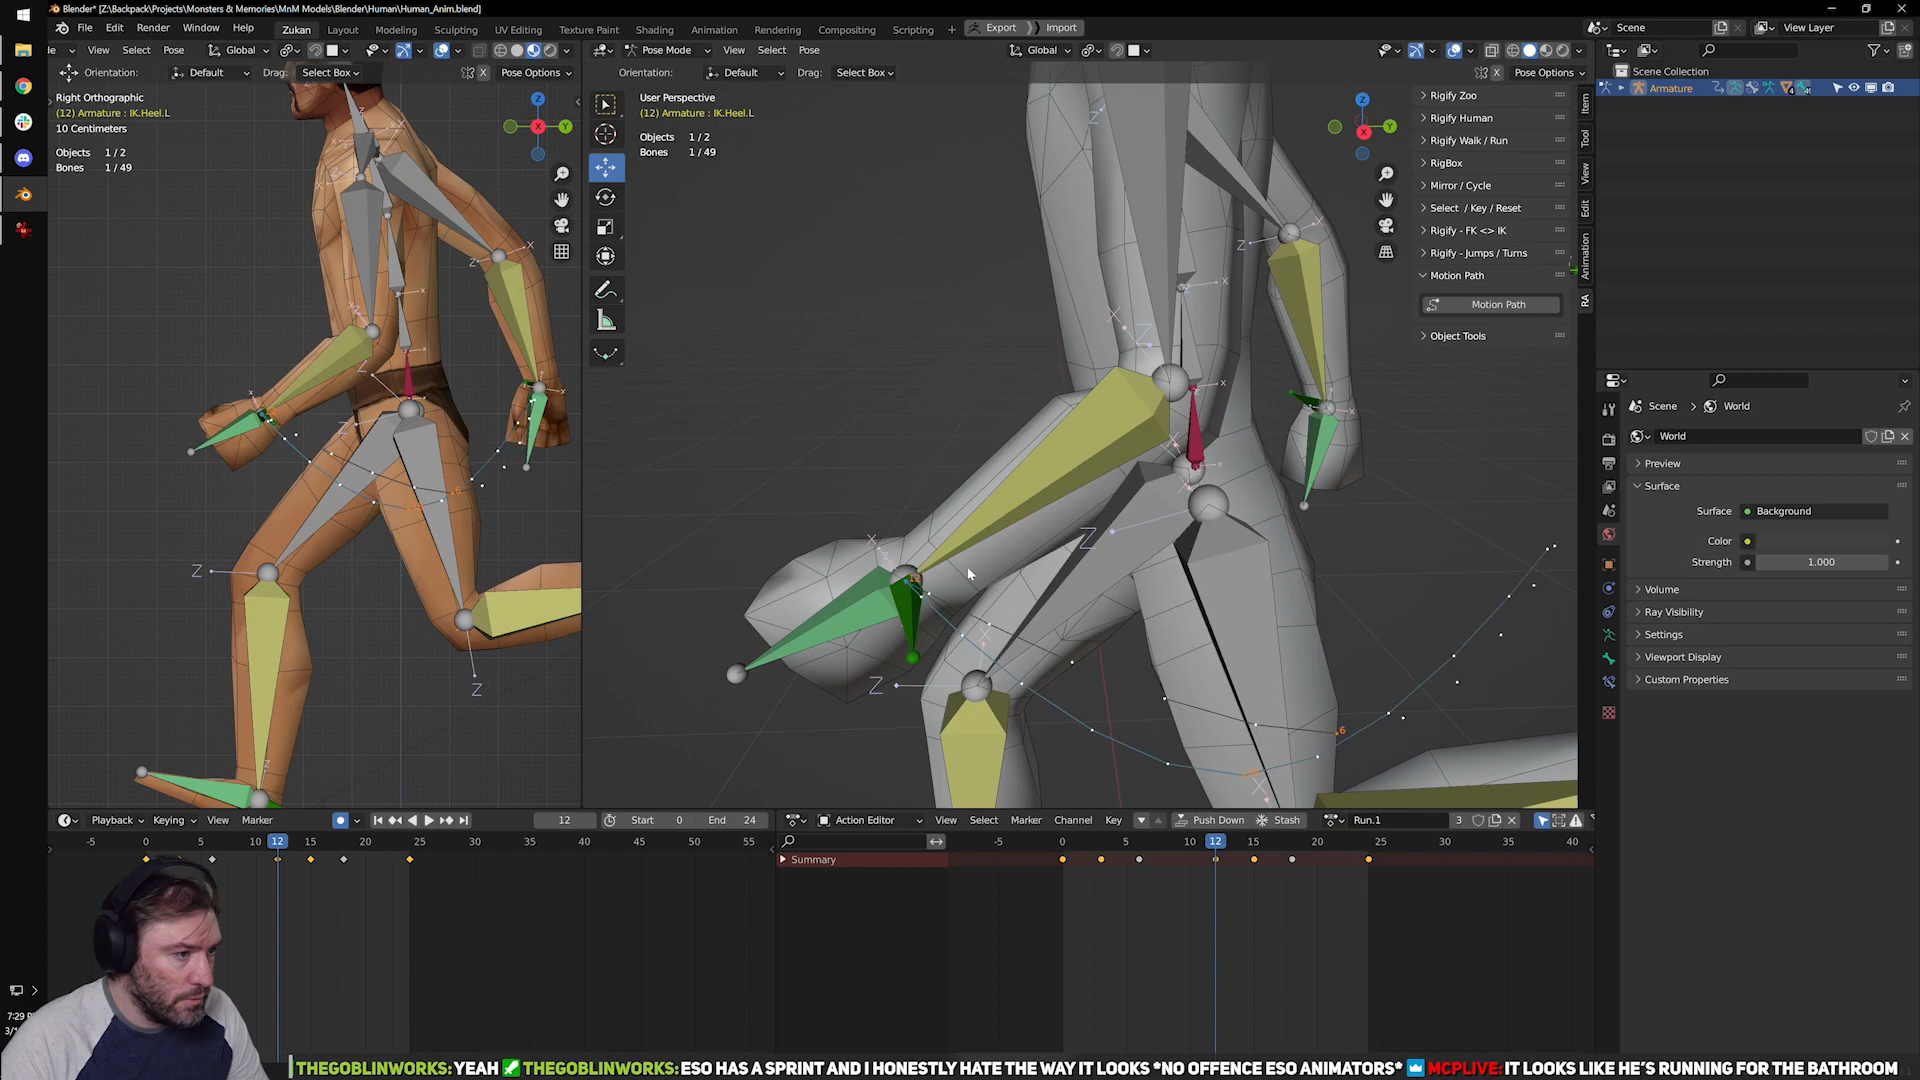 Blender* [Z:\Backpack\Projects\Monsters & Memories\MnM Models\Blender\Human\Human_Anim.blend]
File Edit Render Window Help Zukan Layout Modeling Sculpting UV Editing Texture Paint Shading Animation Rendering Compositing Scripting + Export Import Scene View Layer
View Select Pose Global Pose Mode View Select Pose Global
Orientation: Default Drag: Select Box X Pose Options Orientation: Default Drag: Select Box X Pose Options
Right Orthographic
(12) Armature : IK.Heel.L
10 Centimeters
Objects 1 / 2
Bones 1 / 49
User Perspective
(12) Armature : IK.Heel.L
Objects 1 / 2
Bones 1 / 49
Rigify Zoo
Rigify Human
Rigify Walk / Run
RigBox
Mirror / Cycle
Select / Key / Reset
Rigify - FK <> IK
Rigify - Jumps / Turns
Motion Path
Motion Path
Object Tools
Item
Tool
View
Edit
Animation
RA
Scene Collection
Armature
Scene World
World
Preview
Surface
Surface Background
Color
Strength 1.000
Volume
Ray Visibility
Settings
Viewport Display
Custom Properties
Playback Keying View Marker 12 Start 0 End 24
-5 0 5 10 12 15 20 25 30 35 40 45 50 55
Action Editor View Select Marker Channel Key Push Down Stash Run.1 3
-5 0 5 10 12 15 20 25 30 35 40
Summary
THEGOBLINWORKS: YEAH THEGOBLINWORKS: ESO HAS A SPRINT AND I HONESTLY HATE THE WAY IT LOOKS *NO OFFENCE ESO ANIMATORS* MCPLIVE: IT LOOKS LIKE HE'S RUNNING FOR THE BATHROOM